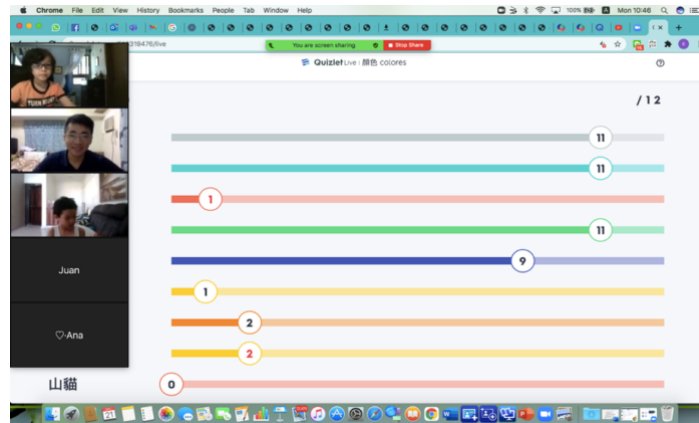 Chrome File Edit View History Bookmarks People Tab Window Help
100% Mon 10:46
319476/live
You are screen sharing Stop Share
Quizlet Live | 顏色 colores
/12
11
11
1
11
9
Juan
1
2
♡·Ana
2
山貓
0